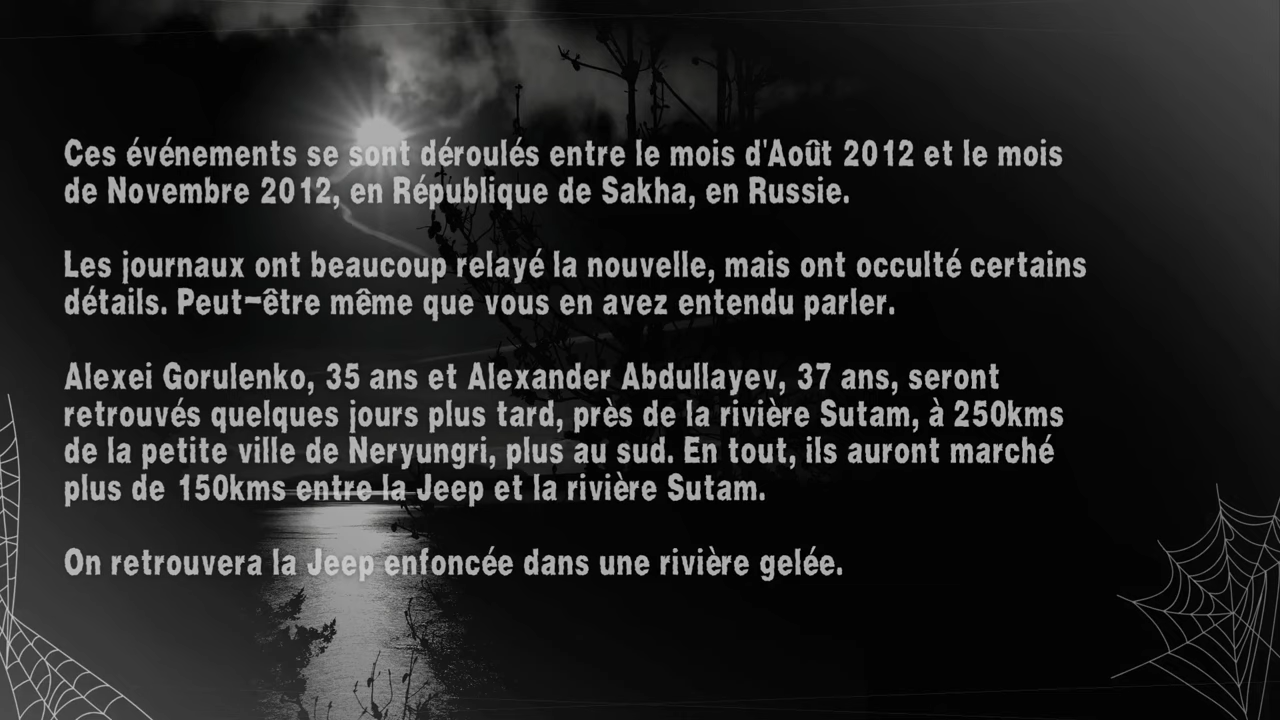 Ces événements se sont déroulés entre le mois d'Août 2012 et le mois
de Novembre 2012, en République de Sakha, en Russie.
Les journaux ont beaucoup relayé la nouvelle, mais ont occulté certains
détails. Peut-être même que vous en avez entendu parler.
Alexei Gorulenko, 35 ans et Alexander Abdullayev, 37 ans, seront
retrouvés quelques jours plus tard, près de la rivière Sutam, à 250kms
de la petite ville de Neryungri, plus au sud. En tout, ils auront marché
plus de 150kms entre la Jeep et la rivière Sutam.
On retrouvera la Jeep enfoncée dans une rivière gelée.